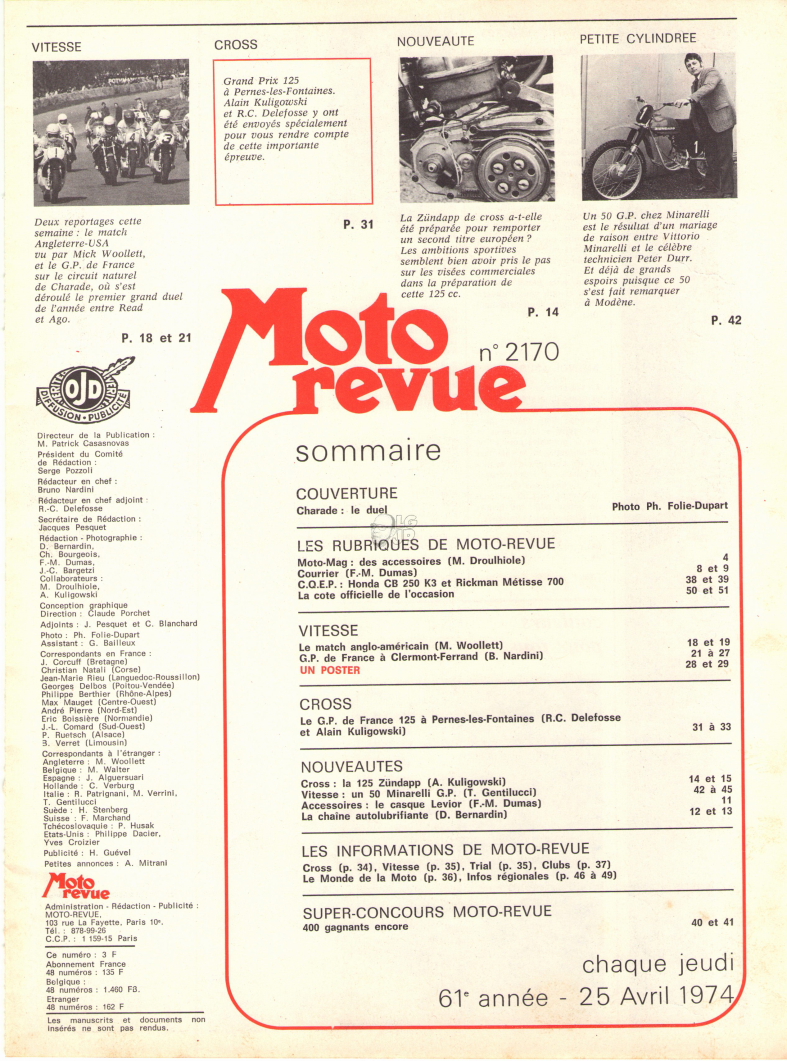 VITESSE
Deux reportages cette
semaine : le match
Angleterre-USA
vu par Mick Woollett,
et le G.P. de France
sur le circuit naturel
de Charade, où s'est
déroulé le premier grand duel
de l'année entre Read
et Ago.
P. 18 et 21
CROSS
Grand Prix 125
à Pernes-les-Fontaines.
Alain Kuligowski
et R.C. Delefosse y ont
été envoyés spécialement
pour vous rendre compte
de cette importante
épreuve.
P. 31
NOUVEAUTE
La Zündapp de cross a-t-elle
été préparée pour remporter
un second titre européen ?
Les ambitions sportives
semblent bien avoir pris le pas
sur les visées commerciales
dans la préparation de
cette 125 cc.
P. 14
PETITE CYLINDREE
Un 50 G.P. chez Minarelli
est le résultat d'un mariage
de raison entre Vittorio
Minarelli et le célèbre
technicien Peter Durr.
Et déjà de grands
espoirs puisque ce 50
s'est fait remarquer
à Modène.
P. 42
Moto
revue
n° 2170
OJD
DIFFUSION • PUBLICITÉ
Directeur de la Publication :
M. Patrick Casasnovas
Président du Comité
de Rédaction :
Serge Pozzoli
Rédacteur en chef :
Bruno Nardini
Rédacteur en chef adjoint :
R.-C. Delefosse
Secrétaire de Rédaction :
Jacques Pesquet
Rédaction - Photographie :
D. Bernardin,
Ch. Bourgeois,
F.-M. Dumas,
J.-C. Bargetzi
Collaborateurs :
M. Droulhiole,
A. Kuligowski
Conception graphique
Direction : Claude Porchet
Adjoints : J. Pesquet et C. Blanchard
Photo : Ph. Folie-Dupart
Assistant : G. Bailleux
Correspondants en France :
J. Corcuff (Bretagne)
Christian Natali (Corse)
Jean-Marie Rieu (Languedoc-Roussillon)
Georges Delbos (Poitou-Vendée)
Philippe Berthier (Rhône-Alpes)
Max Mauget (Centre-Ouest)
André Pierre (Nord-Est)
Eric Boissière (Normandie)
J.-L. Comard (Sud-Ouest)
P. Ruetsch (Alsace)
B. Verret (Limousin)
Correspondants à l'étranger :
Angleterre : M. Woollett
Belgique : M. Walter
Espagne : J. Alguersuari
Hollande : C. Verburg
Italie : R. Patrignani, M. Verrini,
T. Gentilucci
Suède : H. Stenberg
Suisse : F. Marchand
Tchécoslovaquie : P. Husak
Etats-Unis : Philippe Dacier,
Yves Croizier
Publicité : H. Guével
Petites annonces : A. Mitrani
Moto
revue
Administration - Rédaction - Publicité :
MOTO-REVUE,
103 rue La Fayette, Paris 10e.
Tél. : 878-99-26
C.C.P. : 1 159-15 Paris
Ce numéro : 3 F
Abonnement France
48 numéros : 135 F
Belgique :
48 numéros : 1.460 FB.
Etranger
48 numéros : 162 F
Les manuscrits et documents non
insérés ne sont pas rendus.
sommaire
COUVERTURE
Charade : le duel Photo Ph. Folie-Dupart
LES RUBRIQUES DE MOTO-REVUE
Moto-Mag : des accessoires (M. Droulhiole) 4
Courrier (F.-M. Dumas) 8 et 9
C.Q.E.P. : Honda CB 250 K3 et Rickman Métisse 700 38 et 39
La cote officielle de l'occasion 50 et 51
VITESSE
Le match anglo-américain (M. Woollett) 18 et 19
G.P. de France à Clermont-Ferrand (B. Nardini) 21 à 27
UN POSTER 28 et 29
CROSS
Le G.P. de France 125 à Pernes-les-Fontaines (R.C. Delefosse
et Alain Kuligowski) 31 à 33
NOUVEAUTES
Cross : la 125 Zündapp (A. Kuligowski) 14 et 15
Vitesse : un 50 Minarelli G.P. (T. Gentilucci) 42 à 45
Accessoires : le casque Levior (F.-M. Dumas) 11
La chaîne autolubrifiante (D. Bernardin) 12 et 13
LES INFORMATIONS DE MOTO-REVUE
Cross (p. 34), Vitesse (p. 35), Trial (p. 35), Clubs (p. 37)
Le Monde de la Moto (p. 36), Infos régionales (p. 46 à 49)
SUPER-CONCOURS MOTO-REVUE
400 gagnants encore 40 et 41
chaque jeudi
61e année - 25 Avril 1974